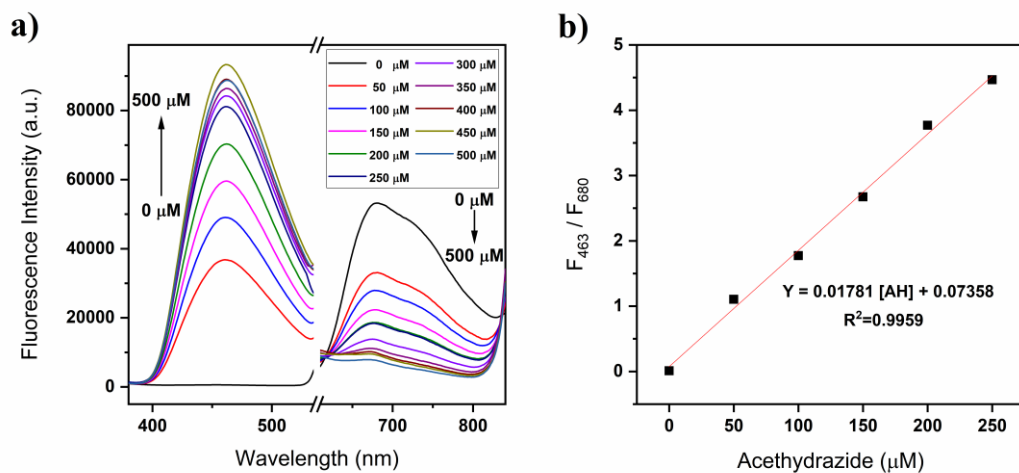 a)
Fluorescence Intensity (a.u.)
80000
60000
40000
20000
0
500 μM
0 μM
0 μM
50 μM
100 μM
150 μM
200 μM
250 μM
300 μM
350 μM
400 μM
450 μM
500 μM
0 μM
500 μM
400
500
700
800
Wavelength (nm)
b)
F463 / F680
5
4
3
2
1
0
Y = 0.01781 [AH] + 0.07358
R²=0.9959
0
50
100
150
200
250
Acethydrazide (μM)